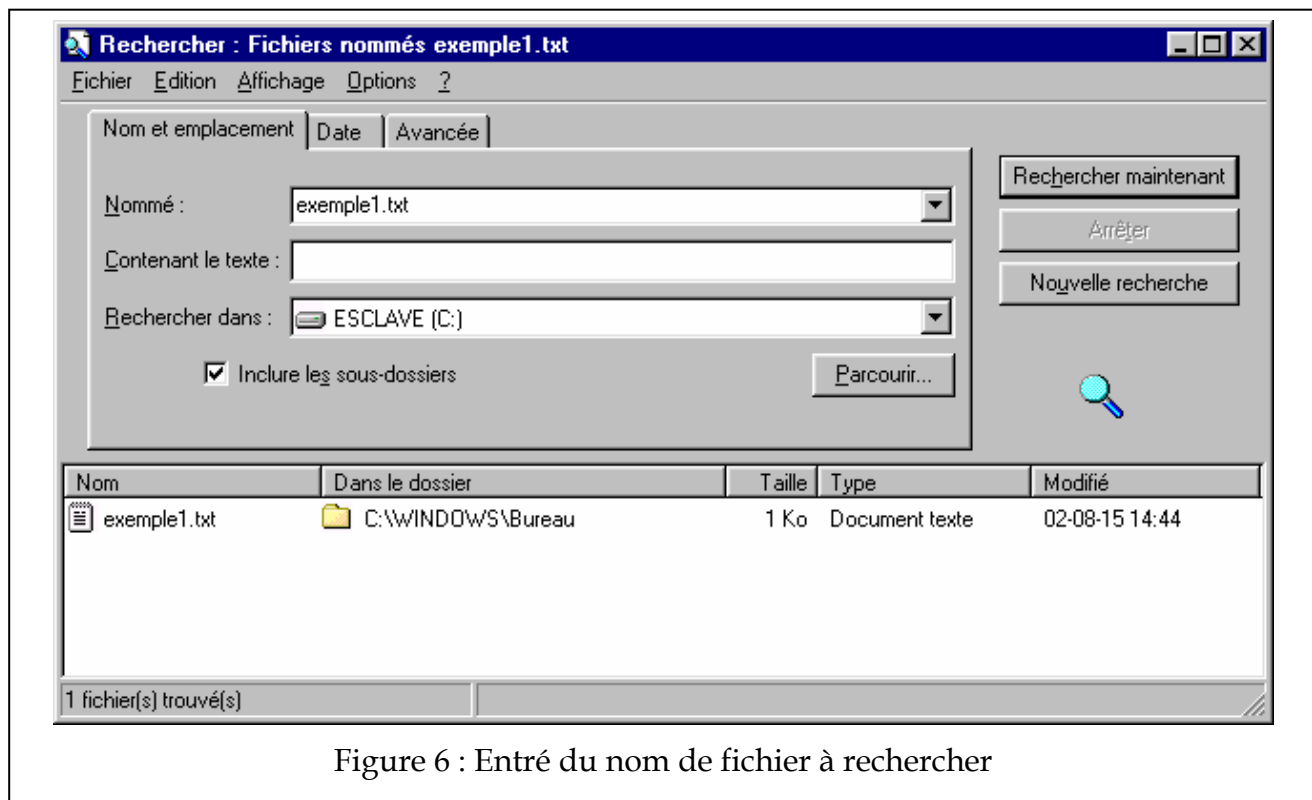 Rechercher : Fichiers nommés exemple1.txt
Fichier Edition Affichage Options ?
Nom et emplacement Date Avancée
Nommé : exemple1.txt
Contenant le texte :
Rechercher dans : ESCLAVE (C:)
Inclure les sous-dossiers
Parcourir...
Rechercher maintenant
Arrêter
Nouvelle recherche
Nom Dans le dossier Taille Type Modifié
exemple1.txt C:\WINDOWS\Bureau 1 Ko Document texte 02-08-15 14:44
1 fichier(s) trouvé(s)
Figure 6 : Entré du nom de fichier à rechercher